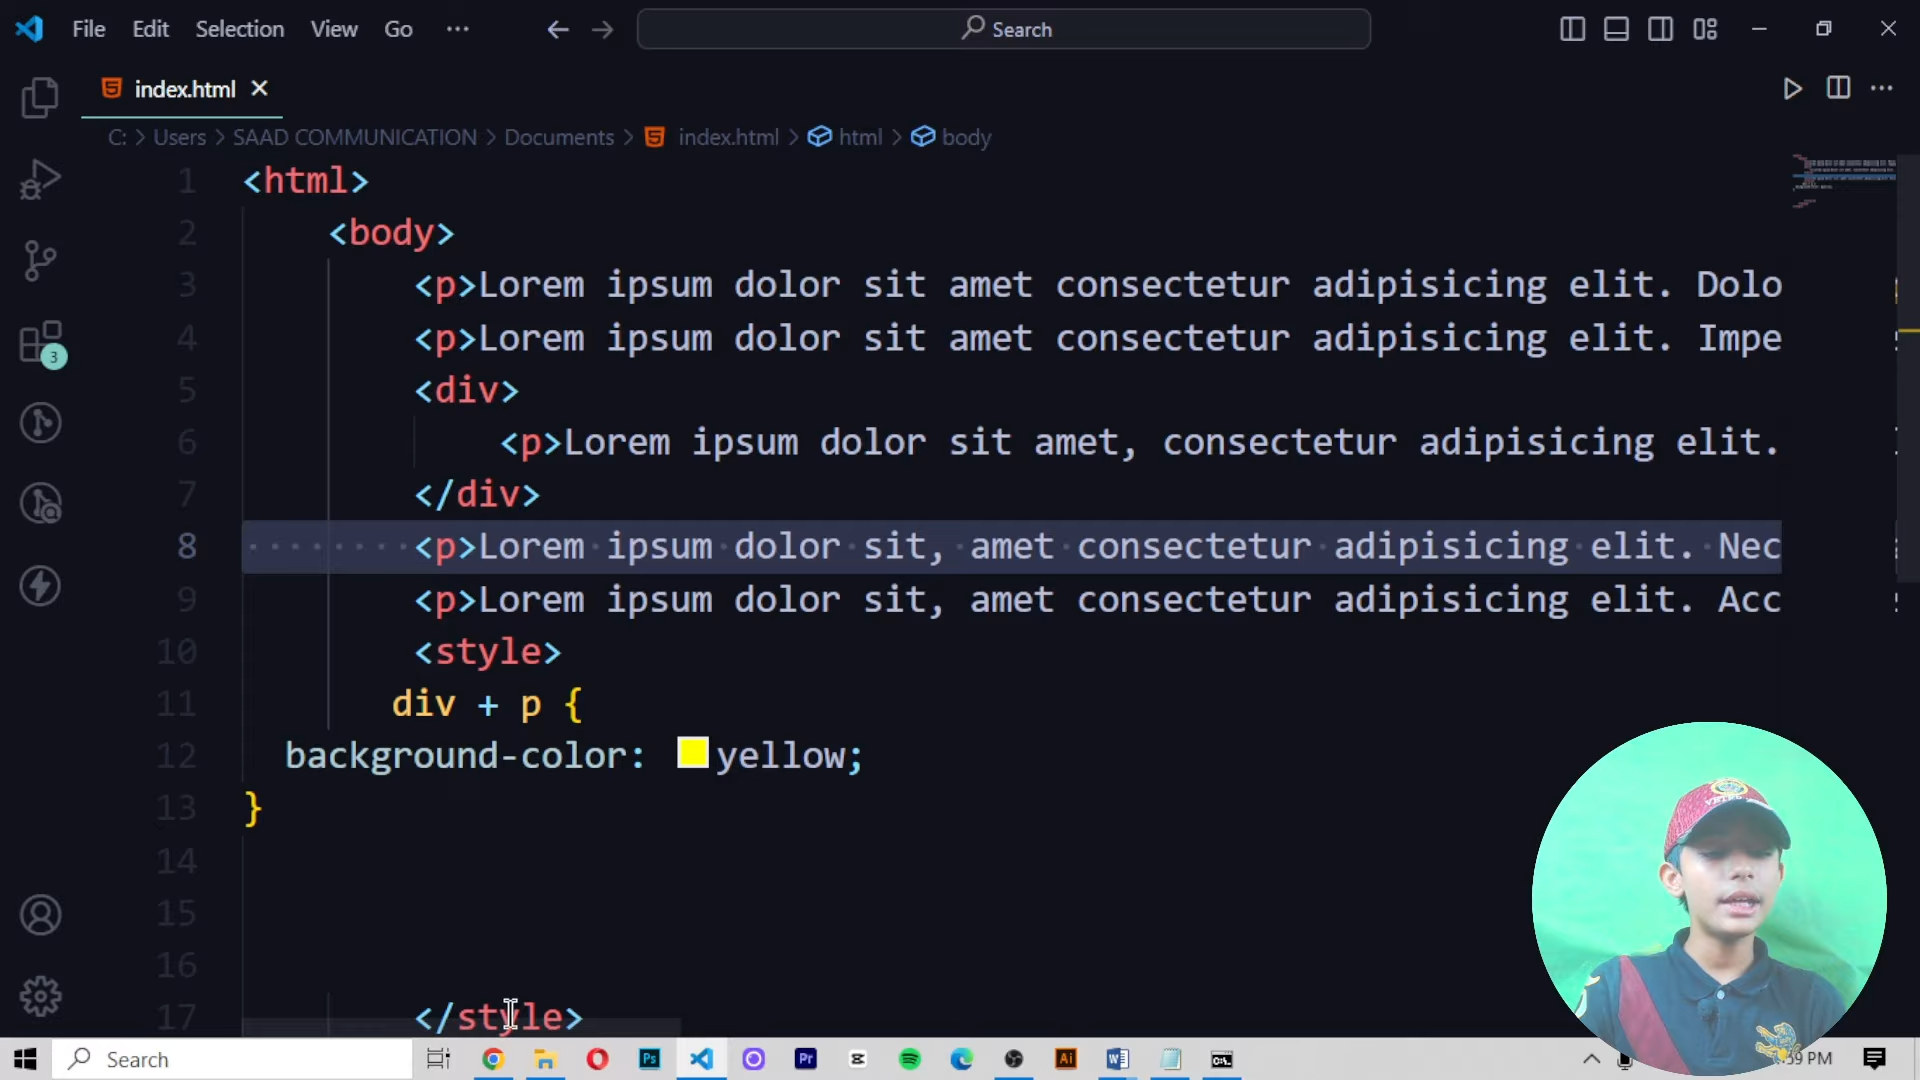 File Edit Selection View Go ··· Search
index.html
C: > Users > SAAD COMMUNICATION > Documents > index.html > html > body
1 <html>
2 <body>
3 <p>Lorem ipsum dolor sit amet consectetur adipisicing elit. Dolo
4 <p>Lorem ipsum dolor sit amet consectetur adipisicing elit. Impe
5 <div>
6 <p>Lorem ipsum dolor sit amet, consectetur adipisicing elit.
7 </div>
8 <p>Lorem ipsum dolor sit, amet consectetur adipisicing elit. Nec
9 <p>Lorem ipsum dolor sit, amet consectetur adipisicing elit. Acc
10 <style>
11 div + p {
12 background-color: yellow;
13 }
14
15
16
17 </style>
3
Search
Ps
Pr
Ai
:59 PM